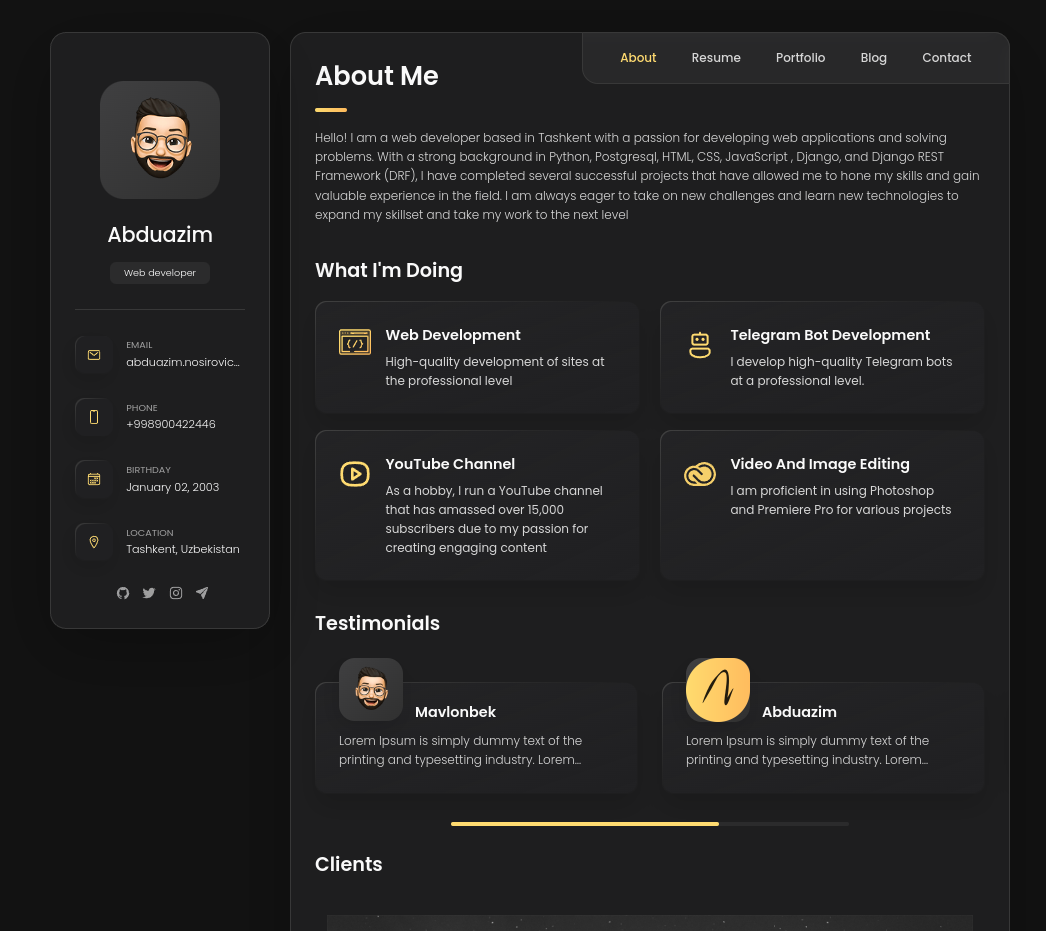 Abduazim
Web developer
EMAIL
abduazim.nosirovic...
PHONE
+998900422446
BIRTHDAY
January 02, 2003
LOCATION
Tashkent, Uzbekistan
About Resume Portfolio Blog Contact
About Me
Hello! I am a web developer based in Tashkent with a passion for developing web applications and solving
problems. With a strong background in Python, Postgresql, HTML, CSS, JavaScript , Django, and Django REST
Framework (DRF), I have completed several successful projects that have allowed me to hone my skills and gain
valuable experience in the field. I am always eager to take on new challenges and learn new technologies to
expand my skillset and take my work to the next level
What I'm Doing
Web Development
High-quality development of sites at
the professional level
Telegram Bot Development
I develop high-quality Telegram bots
at a professional level.
YouTube Channel
As a hobby, I run a YouTube channel
that has amassed over 15,000
subscribers due to my passion for
creating engaging content
Video And Image Editing
I am proficient in using Photoshop
and Premiere Pro for various projects
Testimonials
Mavlonbek
Lorem Ipsum is simply dummy text of the
printing and typesetting industry. Lorem...
Abduazim
Lorem Ipsum is simply dummy text of the
printing and typesetting industry. Lorem...
Clients